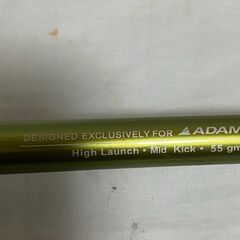 DESIGNED EXCLUSIVELY FOR ADAM
High Launch • Mid Kick • 55 gm